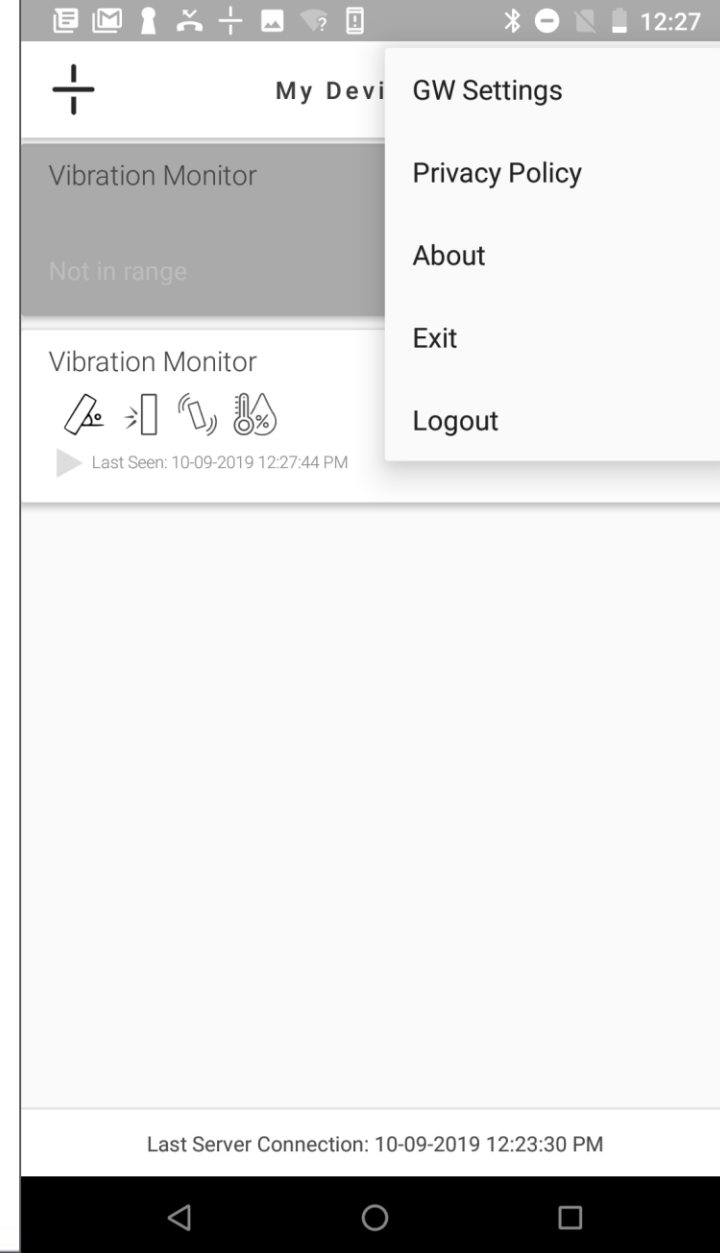 12:27
My Devi
GW Settings
Privacy Policy
About
Exit
Logout
Vibration Monitor
Not in range
Vibration Monitor
Last Seen: 10-09-2019 12:27:44 PM
Last Server Connection: 10-09-2019 12:23:30 PM